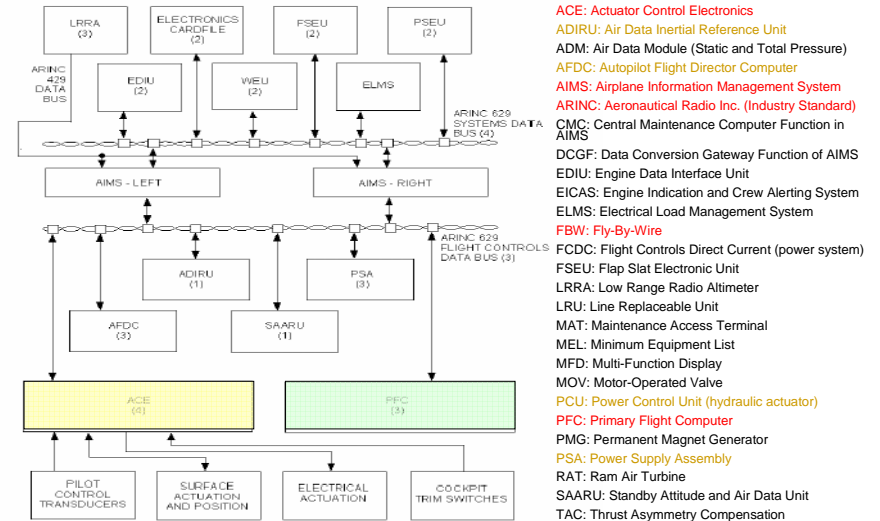 LRRA
(3)
ELECTRONICS
CARDFILE
(2)
FSEU
(2)
PSEU
(2)
ARINC
429
DATA
BUS
EDIU
(2)
WEU
(2)
ELMS
ARINC 629
SYSTEMS DATA
BUS (4)
AIMS - LEFT
AIMS - RIGHT
ARINC 629
FLIGHT CONTROLS
DATA BUS (3)
ADIRU
(1)
PSA
(3)
AFDC
(3)
SAARU
(1)
ACE
(4)
PFC
(3)
PILOT
CONTROL
TRANSDUCERS
SURFACE
ACTUATION
AND POSITION
ELECTRICAL
ACTUATION
COCKPIT
TRIM SWITCHES
ACE: Actuator Control Electronics
ADIRU: Air Data Inertial Reference Unit
ADM: Air Data Module (Static and Total Pressure)
AFDC: Autopilot Flight Director Computer
AIMS: Airplane Information Management System
ARINC: Aeronautical Radio Inc. (Industry Standard)
CMC: Central Maintenance Computer Function in
AIMS
DCGF: Data Conversion Gateway Function of AIMS
EDIU: Engine Data Interface Unit
EICAS: Engine Indication and Crew Alerting System
ELMS: Electrical Load Management System
FBW: Fly-By-Wire
FCDC: Flight Controls Direct Current (power system)
FSEU: Flap Slat Electronic Unit
LRRA: Low Range Radio Altimeter
LRU: Line Replaceable Unit
MAT: Maintenance Access Terminal
MEL: Minimum Equipment List
MFD: Multi-Function Display
MOV: Motor-Operated Valve
PCU: Power Control Unit (hydraulic actuator)
PFC: Primary Flight Computer
PMG: Permanent Magnet Generator
PSA: Power Supply Assembly
RAT: Ram Air Turbine
SAARU: Standby Attitude and Air Data Unit
TAC: Thrust Asymmetry Compensation